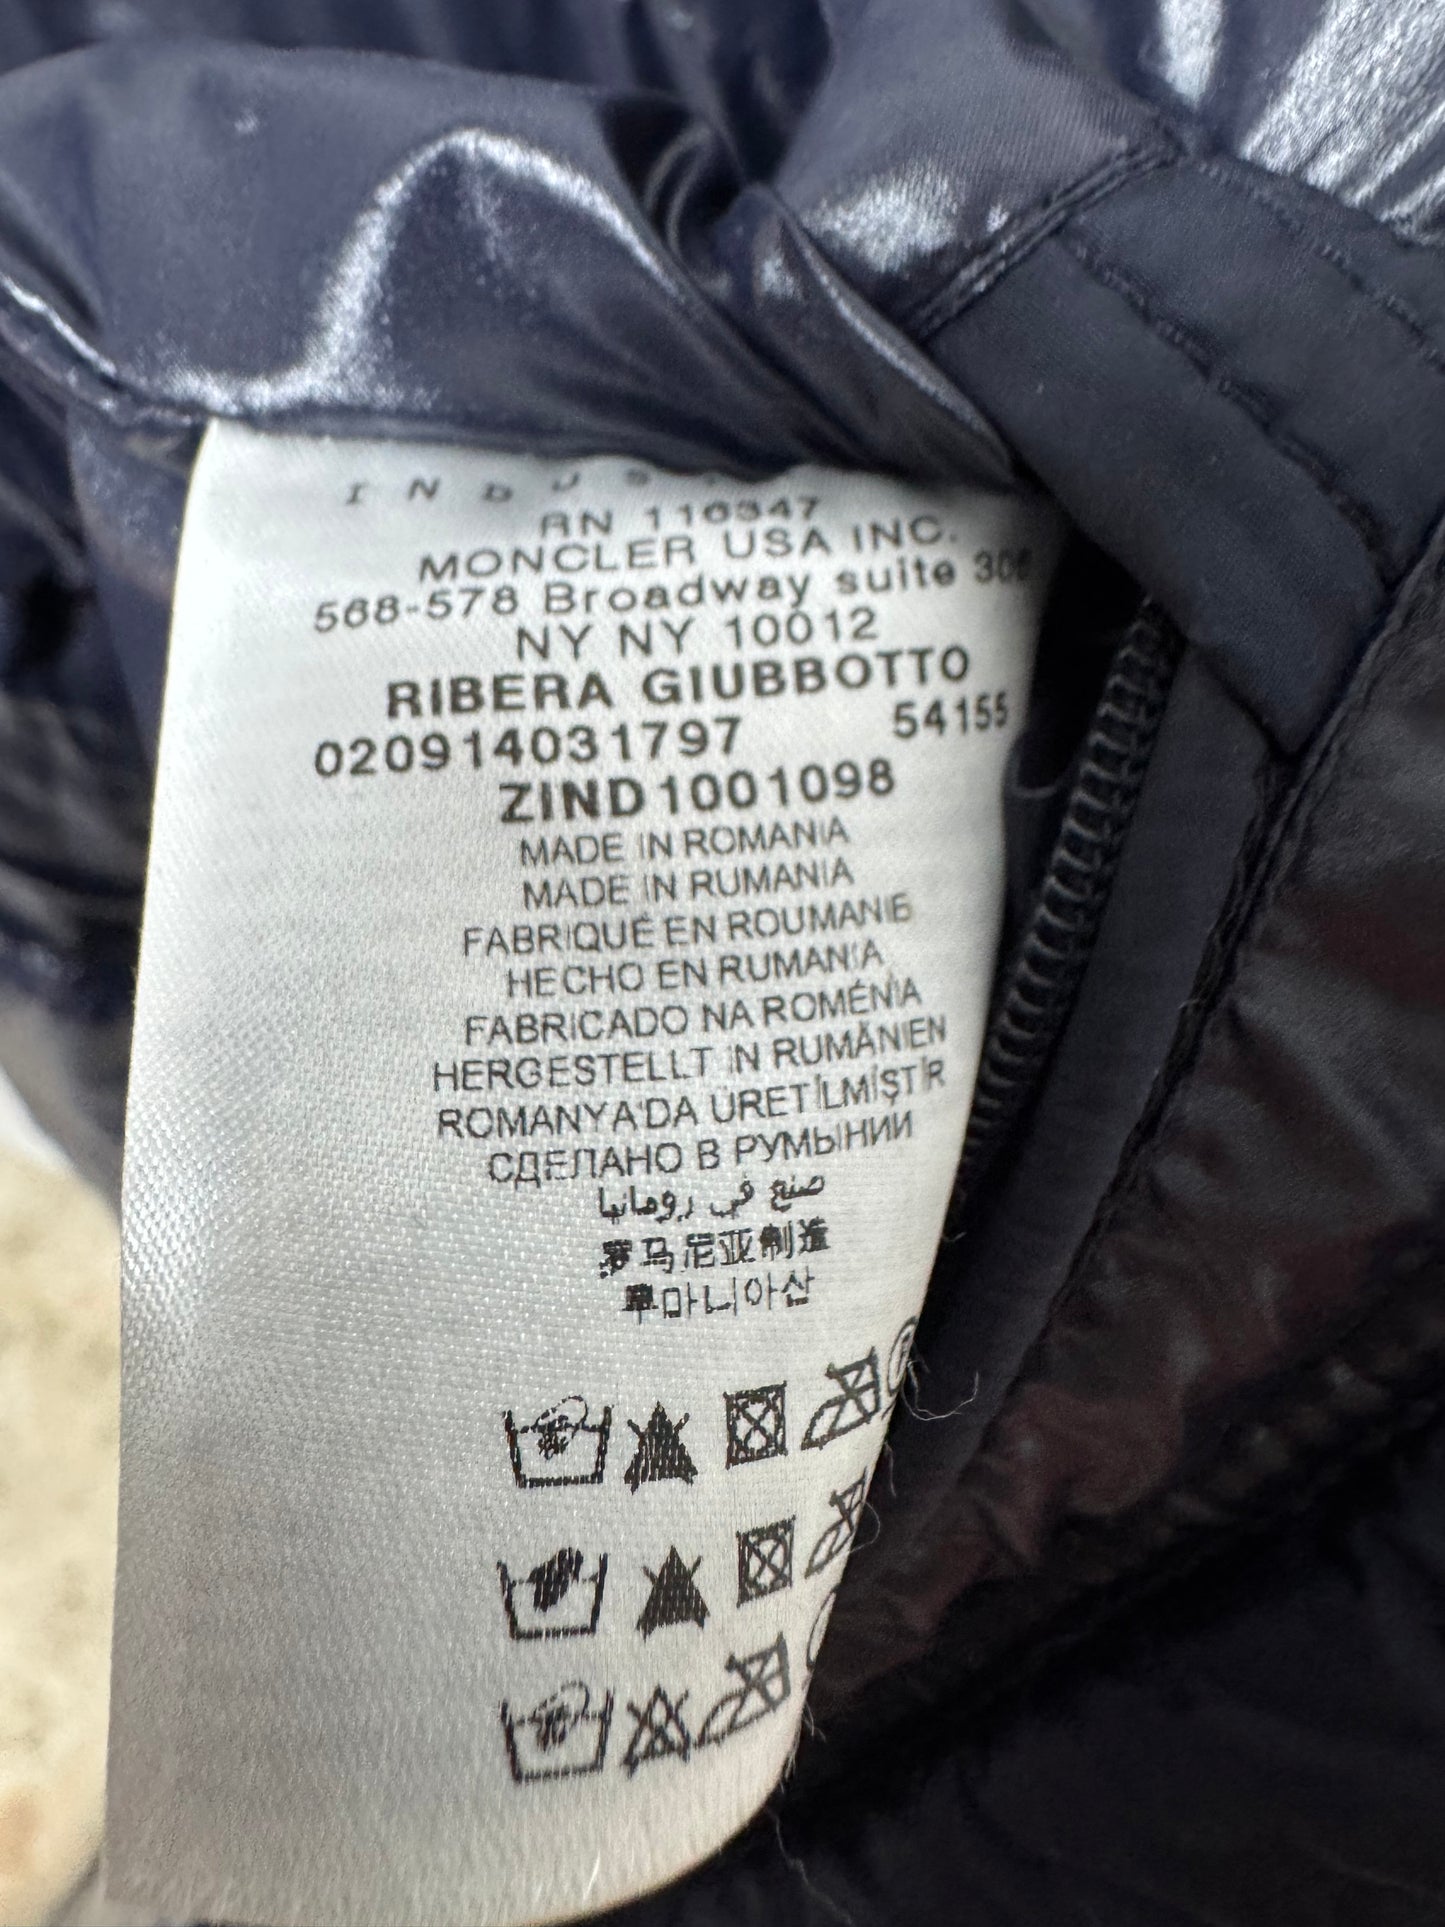 I N D U S
RN 116347
MONCLER USA INC.
568-578 Broadway suite 306
NY NY 10012
RIBERA GIUBBOTTO
020914031797 54155
ZIND1001098
MADE IN ROMANIA
MADE IN RUMANIA
FABRIQUÉ EN ROUMANIE
HECHO EN RUMANIA
FABRICADO NA ROMÉNIA
HERGESTELLT IN RUMÄNIEN
ROMANYA'DA ÜRETİLMİŞTİR
СДЕЛАНО В РУМЫНИИ
صنع في رومانيا
罗马尼亚制造
루마니아산